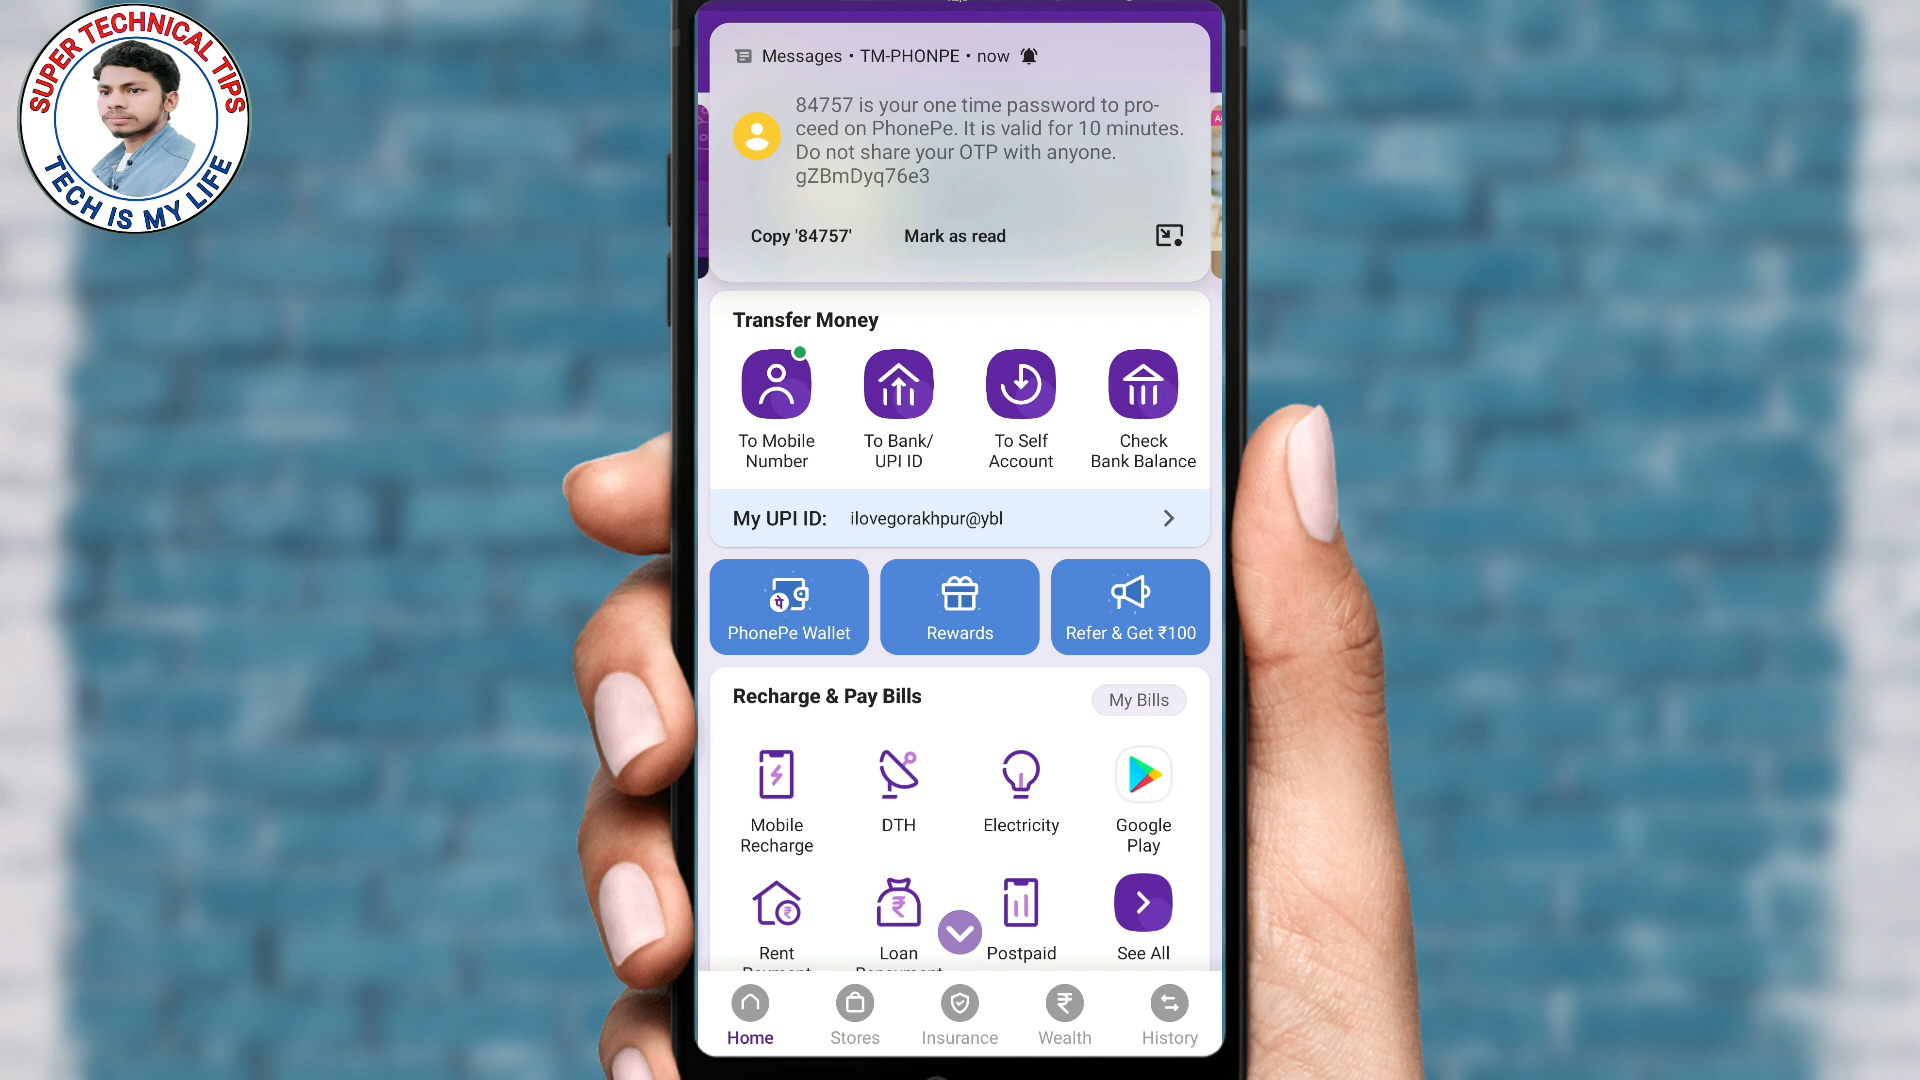 SUPER TECHNICAL TIPS
TECH IS MY LIFE
Messages • TM-PHONPE • now
84757 is your one time password to pro-
ceed on PhonePe. It is valid for 10 minutes.
Do not share your OTP with anyone.
gZBmDyq76e3
Copy '84757' Mark as read
Transfer Money
To Mobile
Number
To Bank/
UPI ID
To Self
Account
Check
Bank Balance
My UPI ID: ilovegorakhpur@ybl
पे
PhonePe Wallet
Rewards
Refer & Get ₹100
Recharge & Pay Bills
My Bills
Mobile
Recharge
DTH
Electricity
Google
Play
Rent
Loan
Postpaid
See All
Home
Stores
Insurance
Wealth
History